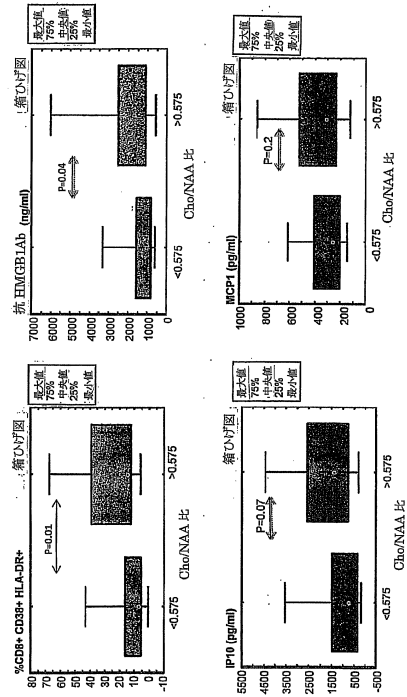 %CD8+ CD38+ HLA-DR+
箱ひげ図
最大値
75%
中央値
25%
最小値
70
60
50
40
30
20
10
0
-10
P=0.01
<0.575
>0.575
Cho/NAA 比
抗 HMGB1Ab (ng/ml)
箱ひげ図
最大値
75%
中央値
25%
最小値
7000
6000
5000
4000
3000
2000
1000
0
P=0.04
<0.575
>0.575
Cho/NAA 比
IP10 (pg/ml)
箱ひげ図
最大値
75%
中央値
25%
最小値
5500
4500
3500
2500
1500
500
-500
P=0.07
<0.575
>0.575
Cho/NAA 比
MCP1 (pg/ml)
箱ひげ図
最大値
75%
中央値
25%
最小値
1000
800
600
400
200
0
P=0.2
<0.575
>0.575
Cho/NAA 比